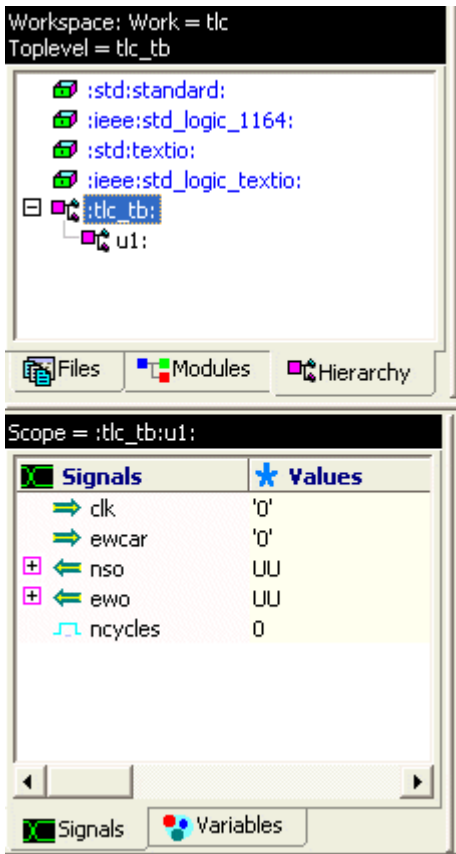 Workspace: Work = tlc
Toplevel = tlc_tb
:std:standard:
:ieee:std_logic_1164:
:std:textio:
:ieee:std_logic_textio:
:tlc_tb:
u1:
Files Modules Hierarchy
Scope = :tlc_tb:u1:
Signals Values
clk '0'
ewcar '0'
nso UU
ewo UU
ncycles 0
Signals Variables